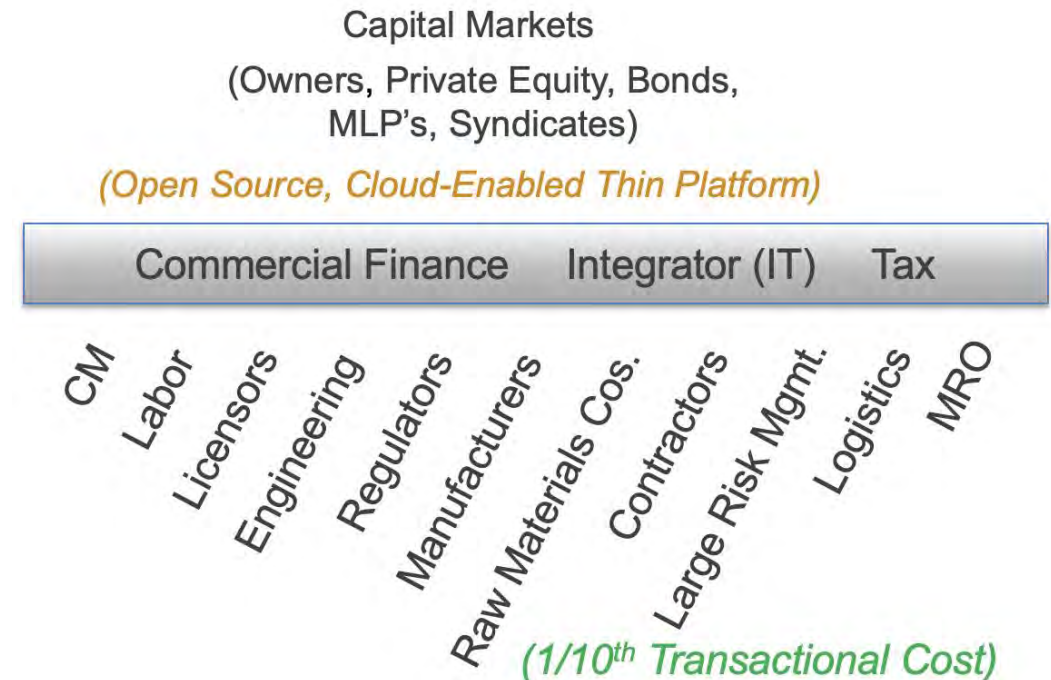 Capital Markets
(Owners, Private Equity, Bonds,
MLP's, Syndicates)
(Open Source, Cloud-Enabled Thin Platform)
Commercial Finance Integrator (IT) Tax
CM
Labor
Licensors
Engineering
Regulators
Manufacturers
Raw Materials Cos.
Contractors
Large Risk Mgmt.
Logistics
MRO
(1/10th Transactional Cost)